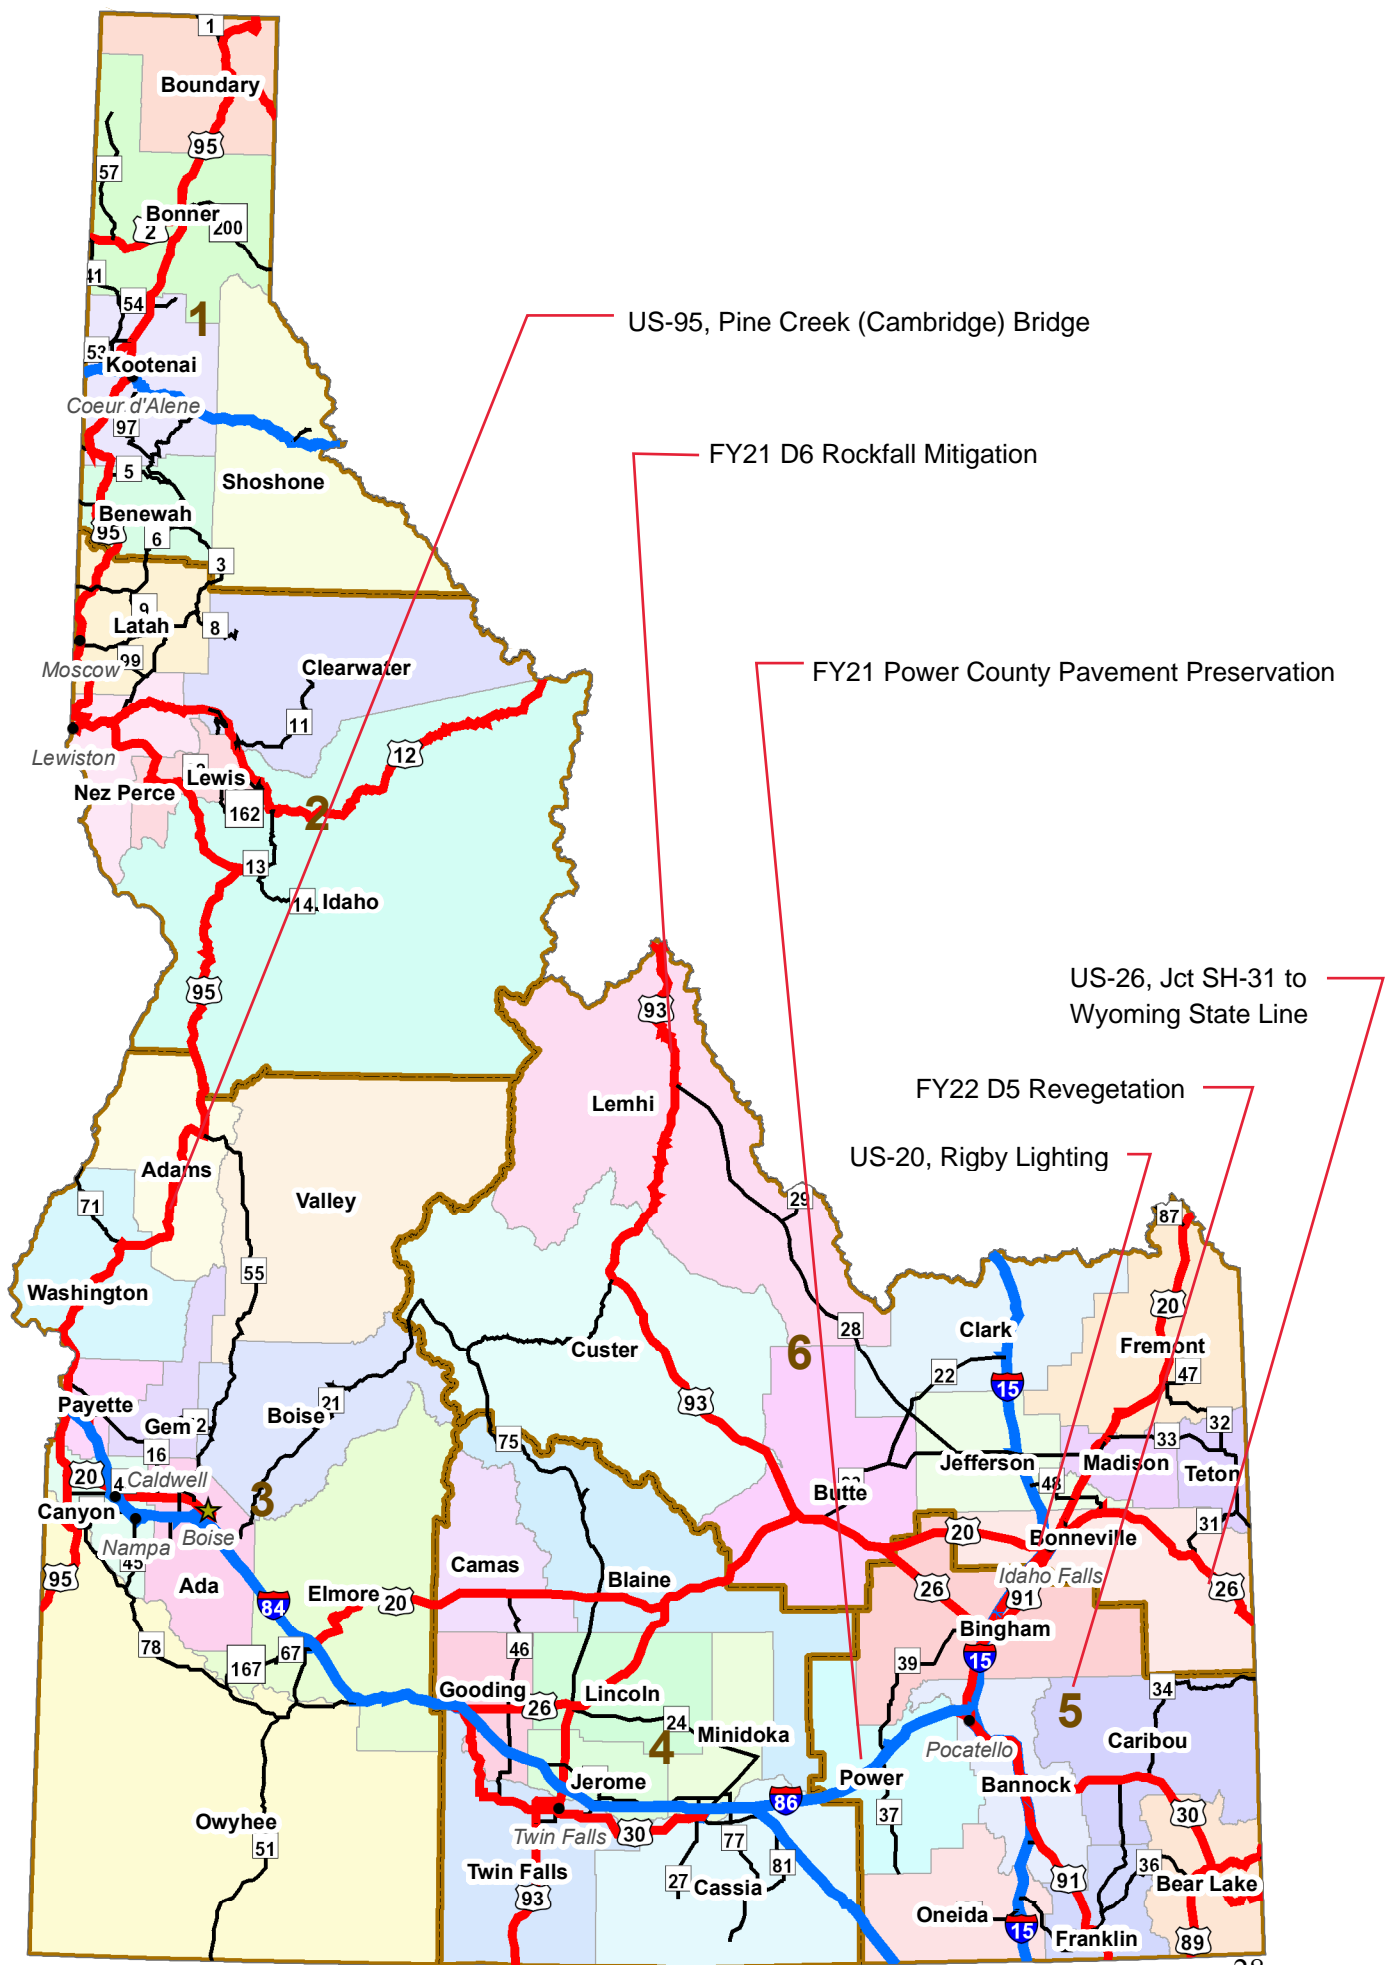 1
Boundary
95
57
Bonner
2
200
41
54
1
US-95, Pine Creek (Cambridge) Bridge
53
Kootenai
Coeur d'Alene
97
FY21 D6 Rockfall Mitigation
5
Shoshone
Benewah
95
6
3
9
Latah
8
99
Moscow
Clearwater
FY21 Power County Pavement Preservation
11
12
Lewiston
Lewis
Nez Perce
162
2
13
14
Idaho
95
93
US-26, Jct SH-31 to
Wyoming State Line
FY22 D5 Revegetation
Lemhi
US-20, Rigby Lighting
Adams
71
Valley
29
87
55
Washington
20
28
Clark
Fremont
Custer
6
22
47
15
93
Payette
21
Boise
Gem
32
16
75
33
20
Caldwell
4
Jefferson
Madison
Teton
48
Butte
3
Canyon
31
20
Bonneville
Nampa
Boise
45
Camas
95
Ada
Blaine
Idaho Falls
26
26
91
Elmore
20
84
Bingham
78
46
39
15
167
67
34
Gooding
26
Lincoln
5
24
Minidoka
Caribou
4
Pocatello
Jerome
Power
Bannock
86
37
30
Owyhee
51
Twin Falls
30
77
81
36
Twin Falls
27
Cassia
91
Bear Lake
93
Oneida
15
Franklin
89